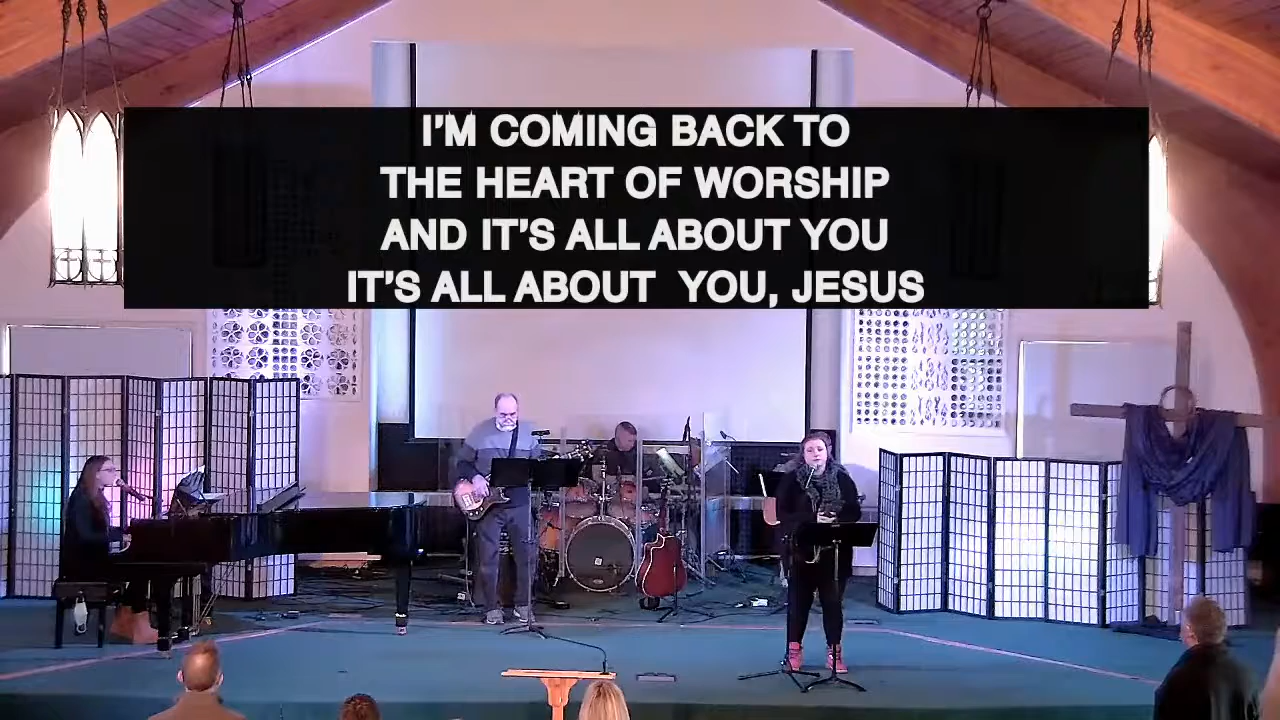 I'M COMING BACK TO
THE HEART OF WORSHIP
AND IT'S ALL ABOUT YOU
IT'S ALL ABOUT  YOU, JESUS